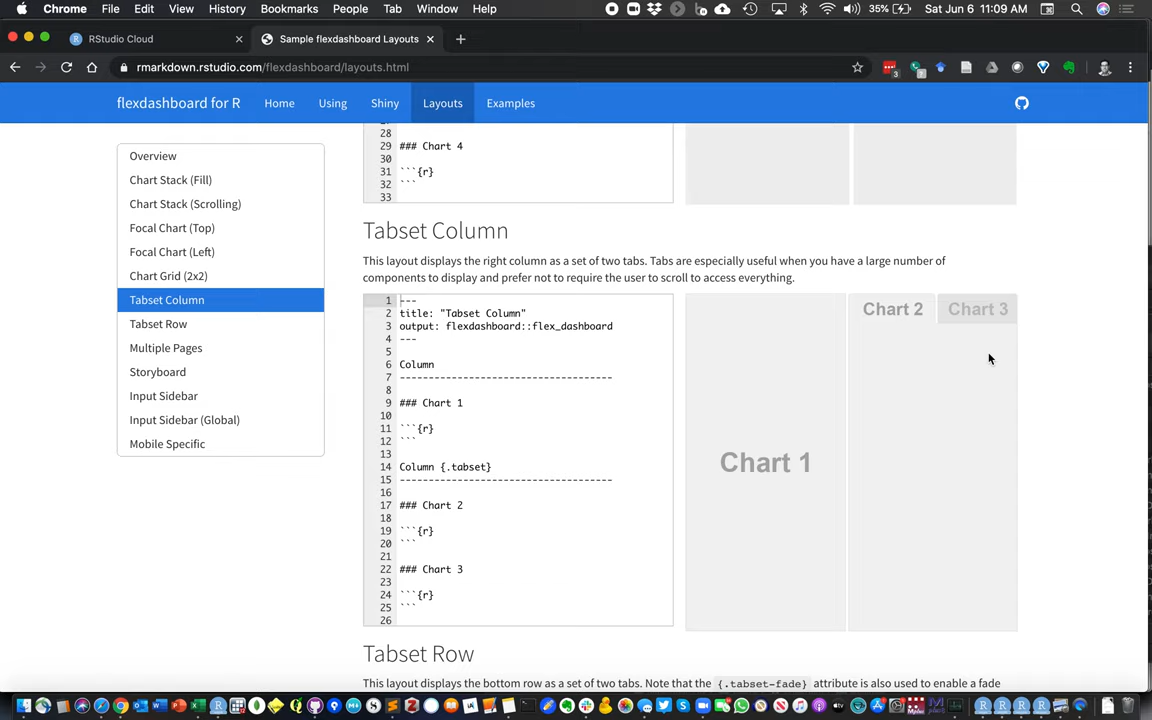 Chrome File Edit View History Bookmarks People Tab Window Help 35% Sat Jun 6 11:09 AM
RStudio Cloud Sample flexdashboard Layouts
rmarkdown.rstudio.com/flexdashboard/layouts.html
flexdashboard for R Home Using Shiny Layouts Examples
Overview
Chart Stack (Fill)
Chart Stack (Scrolling)
Focal Chart (Top)
Focal Chart (Left)
Chart Grid (2x2)
Tabset Column
Tabset Row
Multiple Pages
Storyboard
Input Sidebar
Input Sidebar (Global)
Mobile Specific
28
29 ### Chart 4
30
31 ```{r}
32 ```
33
Tabset Column
This layout displays the right column as a set of two tabs. Tabs are especially useful when you have a large number of
components to display and prefer not to require the user to scroll to access everything.
1 ---
2 title: "Tabset Column"
3 output: flexdashboard::flex_dashboard
4 ---
5
6 Column
7 -------------------------------------
8
9 ### Chart 1
10
11 ```{r}
12 ```
13
14 Column {.tabset}
15 -------------------------------------
16
17 ### Chart 2
18
19 ```{r}
20 ```
21
22 ### Chart 3
23
24 ```{r}
25 ```
26
Chart 1
Chart 2 Chart 3
Tabset Row
This layout displays the bottom row as a set of two tabs. Note that the {.tabset-fade} attribute is also used to enable a fade